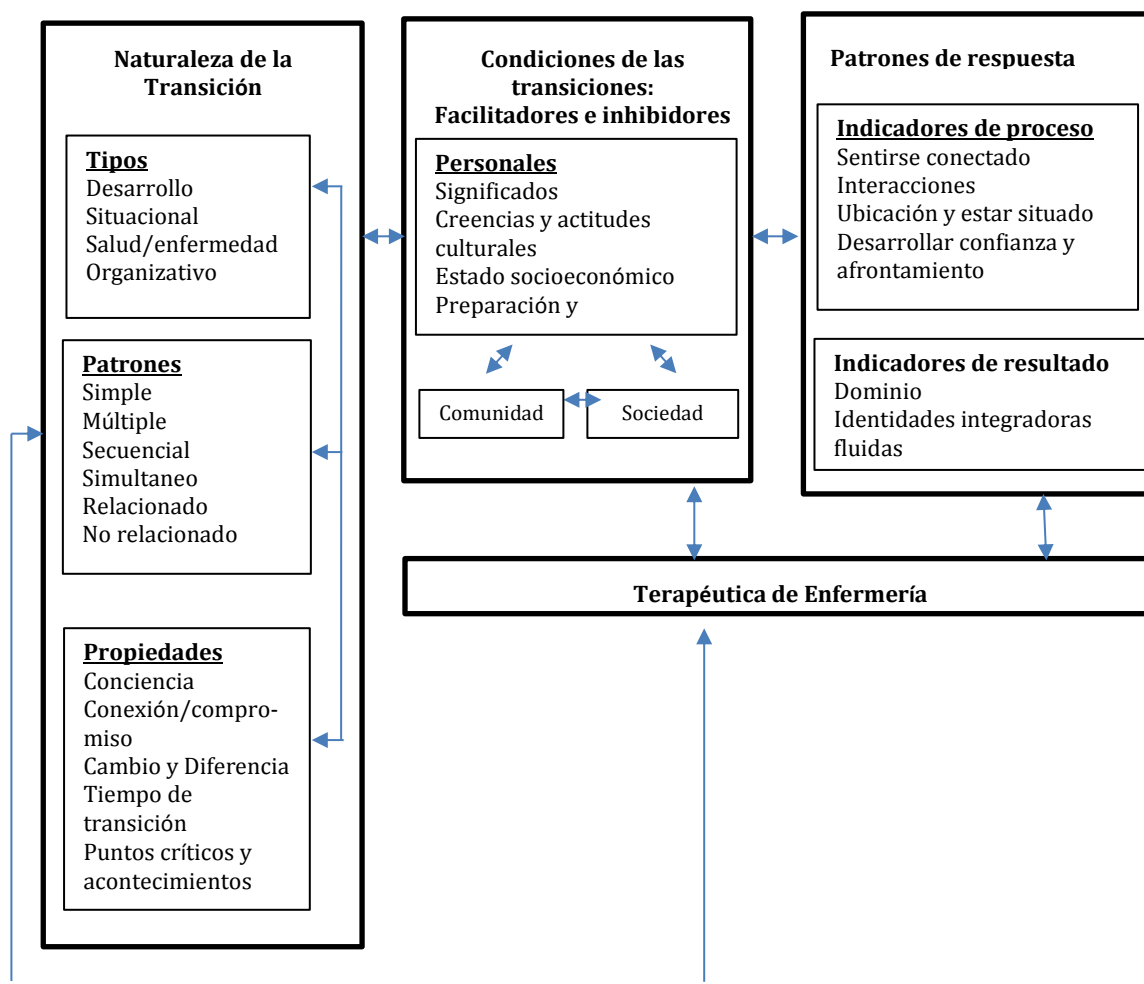 Naturaleza de la
Transición
Tipos
Desarrollo
Situacional
Salud/enfermedad
Organizativo
Patrones
Simple
Múltiple
Secuencial
Simultaneo
Relacionado
No relacionado
Propiedades
Conciencia
Conexión/compro-
miso
Cambio y Diferencia
Tiempo de
transición
Puntos críticos y
acontecimientos
Condiciones de las
transiciones:
Facilitadores e inhibidores
Personales
Significados
Creencias y actitudes
culturales
Estado socioeconómico
Preparación y
Comunidad
Sociedad
Patrones de respuesta
Indicadores de proceso
Sentirse conectado
Interacciones
Ubicación y estar situado
Desarrollar confianza y
afrontamiento
Indicadores de resultado
Dominio
Identidades integradoras
fluidas
Terapéutica de Enfermería